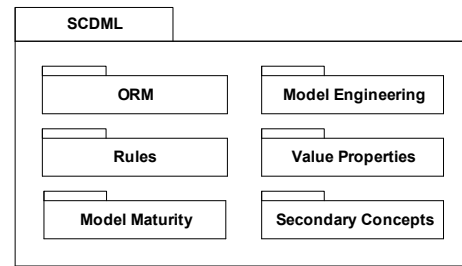 SCDML
ORM
Model Engineering
Rules
Value Properties
Model Maturity
Secondary Concepts